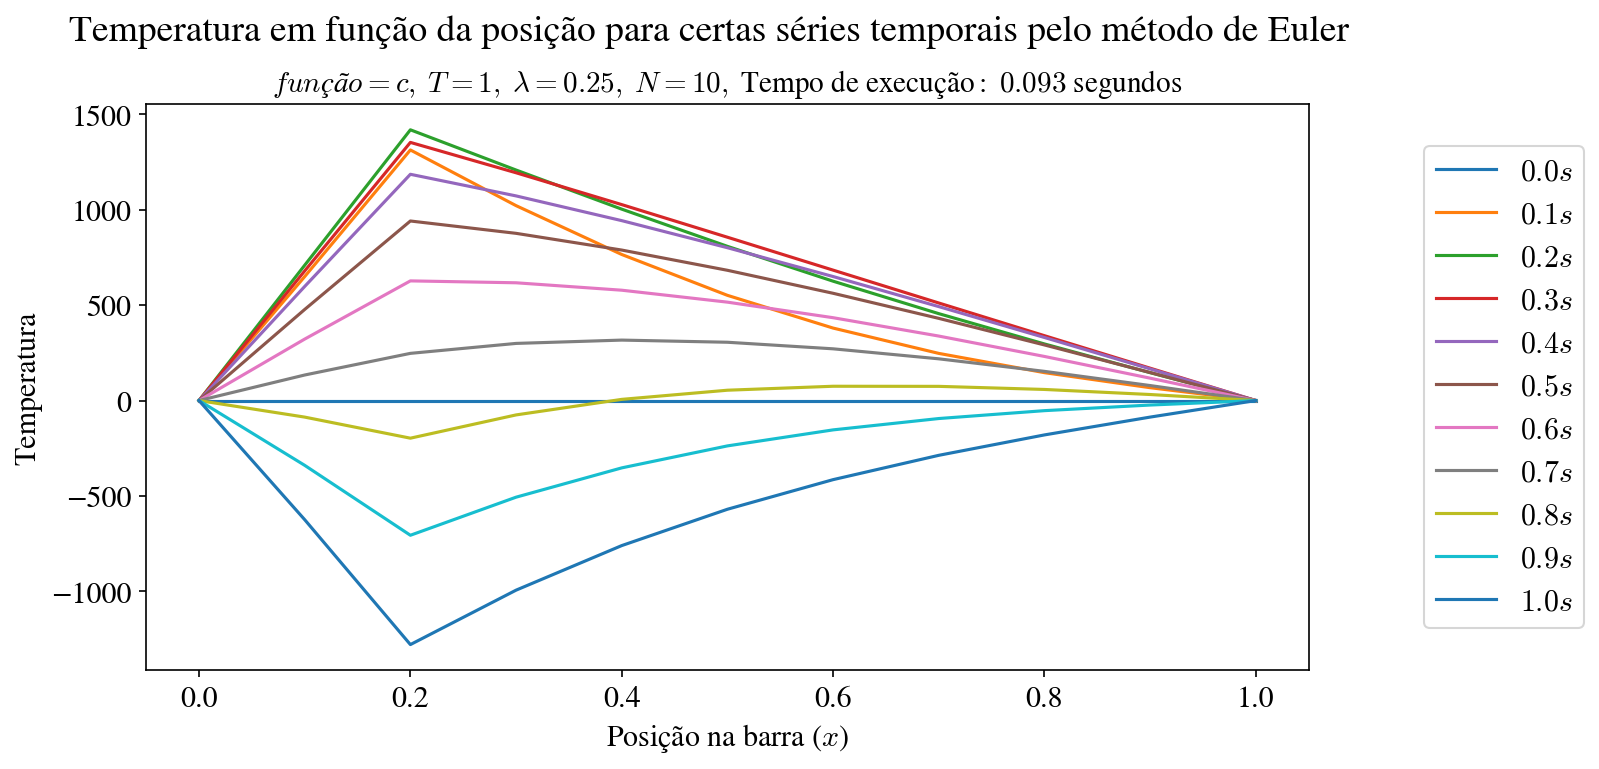 Temperatura em função da posição para certas séries temporais pelo método de Euler
função = c, T = 1, λ = 0.25, N = 10, Tempo de execução : 0.093 segundos
1500
1000
500
0
−500
−1000
Temperatura
0.0
0.2
0.4
0.6
0.8
1.0
Posição na barra (x)
0.0s
0.1s
0.2s
0.3s
0.4s
0.5s
0.6s
0.7s
0.8s
0.9s
1.0s